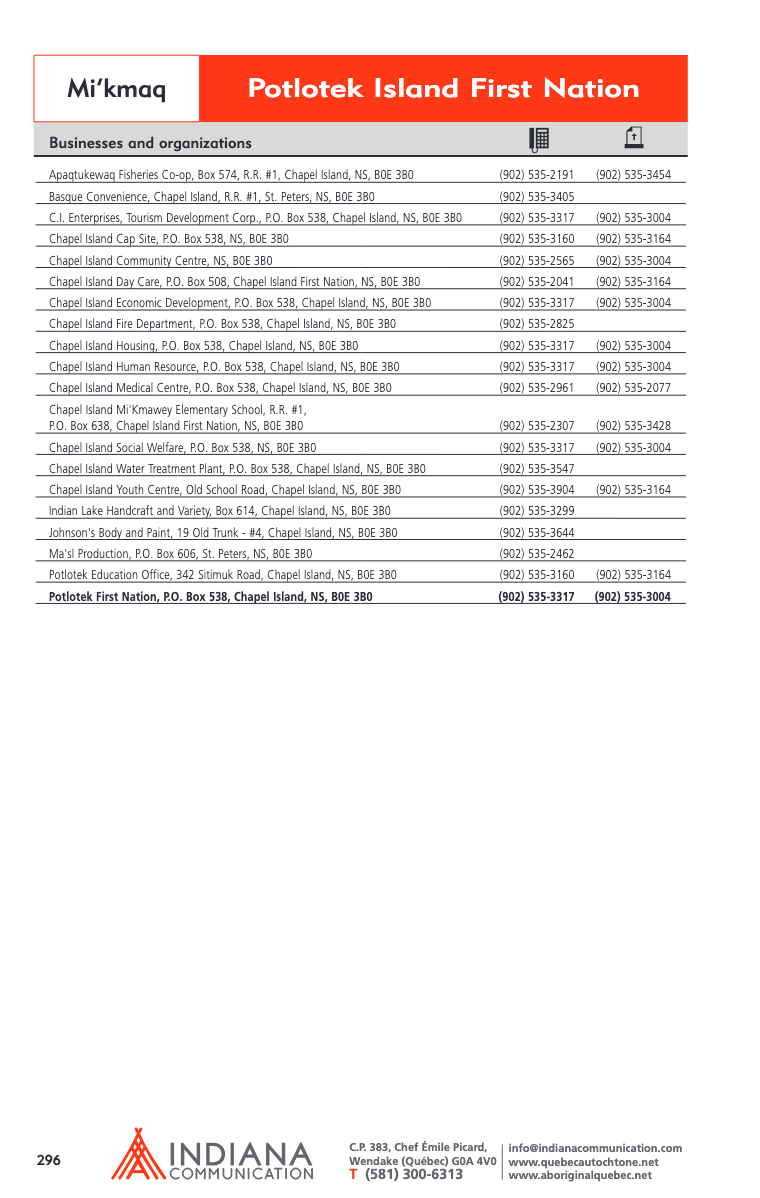 Mi‘kmaq Potlotek Island First Nation
Businesses and organizations
Apaqtukewaq Fisheries Co-op, Box 574, R.R. #1, Chapel Island, NS, B0E 3B0 (902) 535-2191 (902) 535-3454
Basque Convenience, Chapel Island, R.R. #1, St. Peters, NS, B0E 3B0 (902) 535-3405
C.I. Enterprises, Tourism Development Corp., P.O. Box 538, Chapel Island, NS, B0E 3B0 (902) 535-3317 (902) 535-3004
Chapel Island Cap Site, P.O. Box 538, NS, B0E 3B0 (902) 535-3160 (902) 535-3164
Chapel Island Community Centre, NS, B0E 3B0 (902) 535-2565 (902) 535-3004
Chapel Island Day Care, P.O. Box 508, Chapel Island First Nation, NS, B0E 3B0 (902) 535-2041 (902) 535-3164
Chapel Island Economic Development, P.O. Box 538, Chapel Island, NS, B0E 3B0 (902) 535-3317 (902) 535-3004
Chapel Island Fire Department, P.O. Box 538, Chapel Island, NS, B0E 3B0 (902) 535-2825
Chapel Island Housing, P.O. Box 538, Chapel Island, NS, B0E 3B0 (902) 535-3317 (902) 535-3004
Chapel Island Human Resource, P.O. Box 538, Chapel Island, NS, B0E 3B0 (902) 535-3317 (902) 535-3004
Chapel Island Medical Centre, P.O. Box 538, Chapel Island, NS, B0E 3B0 (902) 535-2961 (902) 535-2077
Chapel Island Mi'Kmawey Elementary School, R.R. #1,
P.O. Box 638, Chapel Island First Nation, NS, B0E 3B0 (902) 535-2307 (902) 535-3428
Chapel Island Social Welfare, P.O. Box 538, NS, B0E 3B0 (902) 535-3317 (902) 535-3004
Chapel Island Water Treatment Plant, P.O. Box 538, Chapel Island, NS, B0E 3B0 (902) 535-3547
Chapel Island Youth Centre, Old School Road, Chapel Island, NS, B0E 3B0 (902) 535-3904 (902) 535-3164
Indian Lake Handcraft and Variety, Box 614, Chapel Island, NS, B0E 3B0 (902) 535-3299
Johnson's Body and Paint, 19 Old Trunk - #4, Chapel Island, NS, B0E 3B0 (902) 535-3644
Ma'sl Production, P.O. Box 606, St. Peters, NS, B0E 3B0 (902) 535-2462
Potlotek Education Office, 342 Sitimuk Road, Chapel Island, NS, B0E 3B0 (902) 535-3160 (902) 535-3164
Potlotek First Nation, P.O. Box 538, Chapel Island, NS, B0E 3B0 (902) 535-3317 (902) 535-3004
296
INDIANA
COMMUNICATION
C.P. 383, Chef Émile Picard,
Wendake (Québec) G0A 4V0
T (581) 300-6313
info@indianacommunication.com
www.quebecautochtone.net
www.aboriginalquebec.net